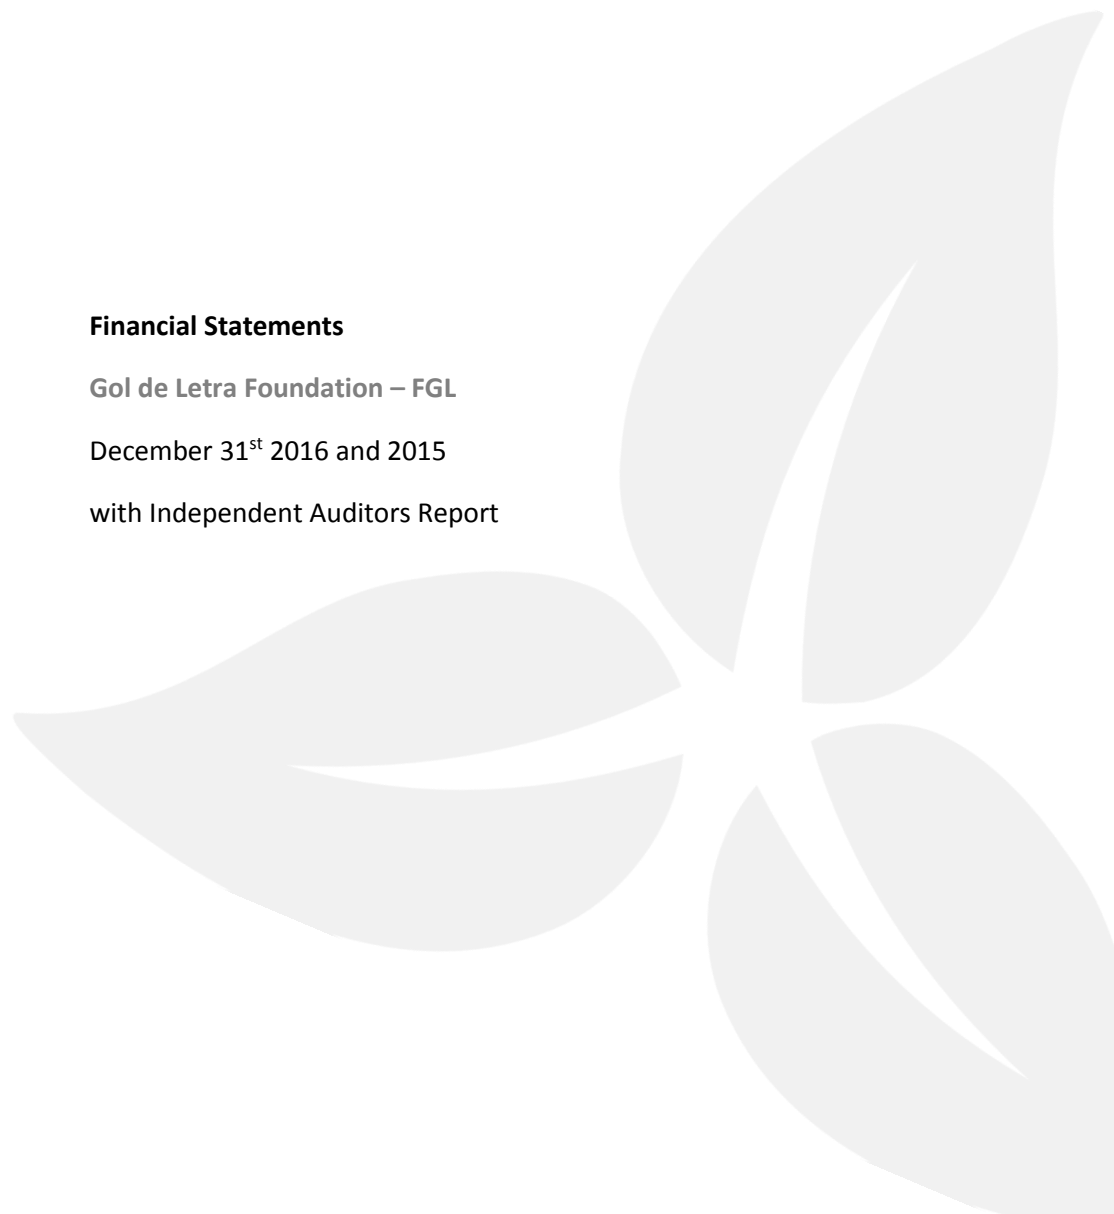 Financial Statements
Gol de Letra Foundation – FGL
December 31st 2016 and 2015
with Independent Auditors Report